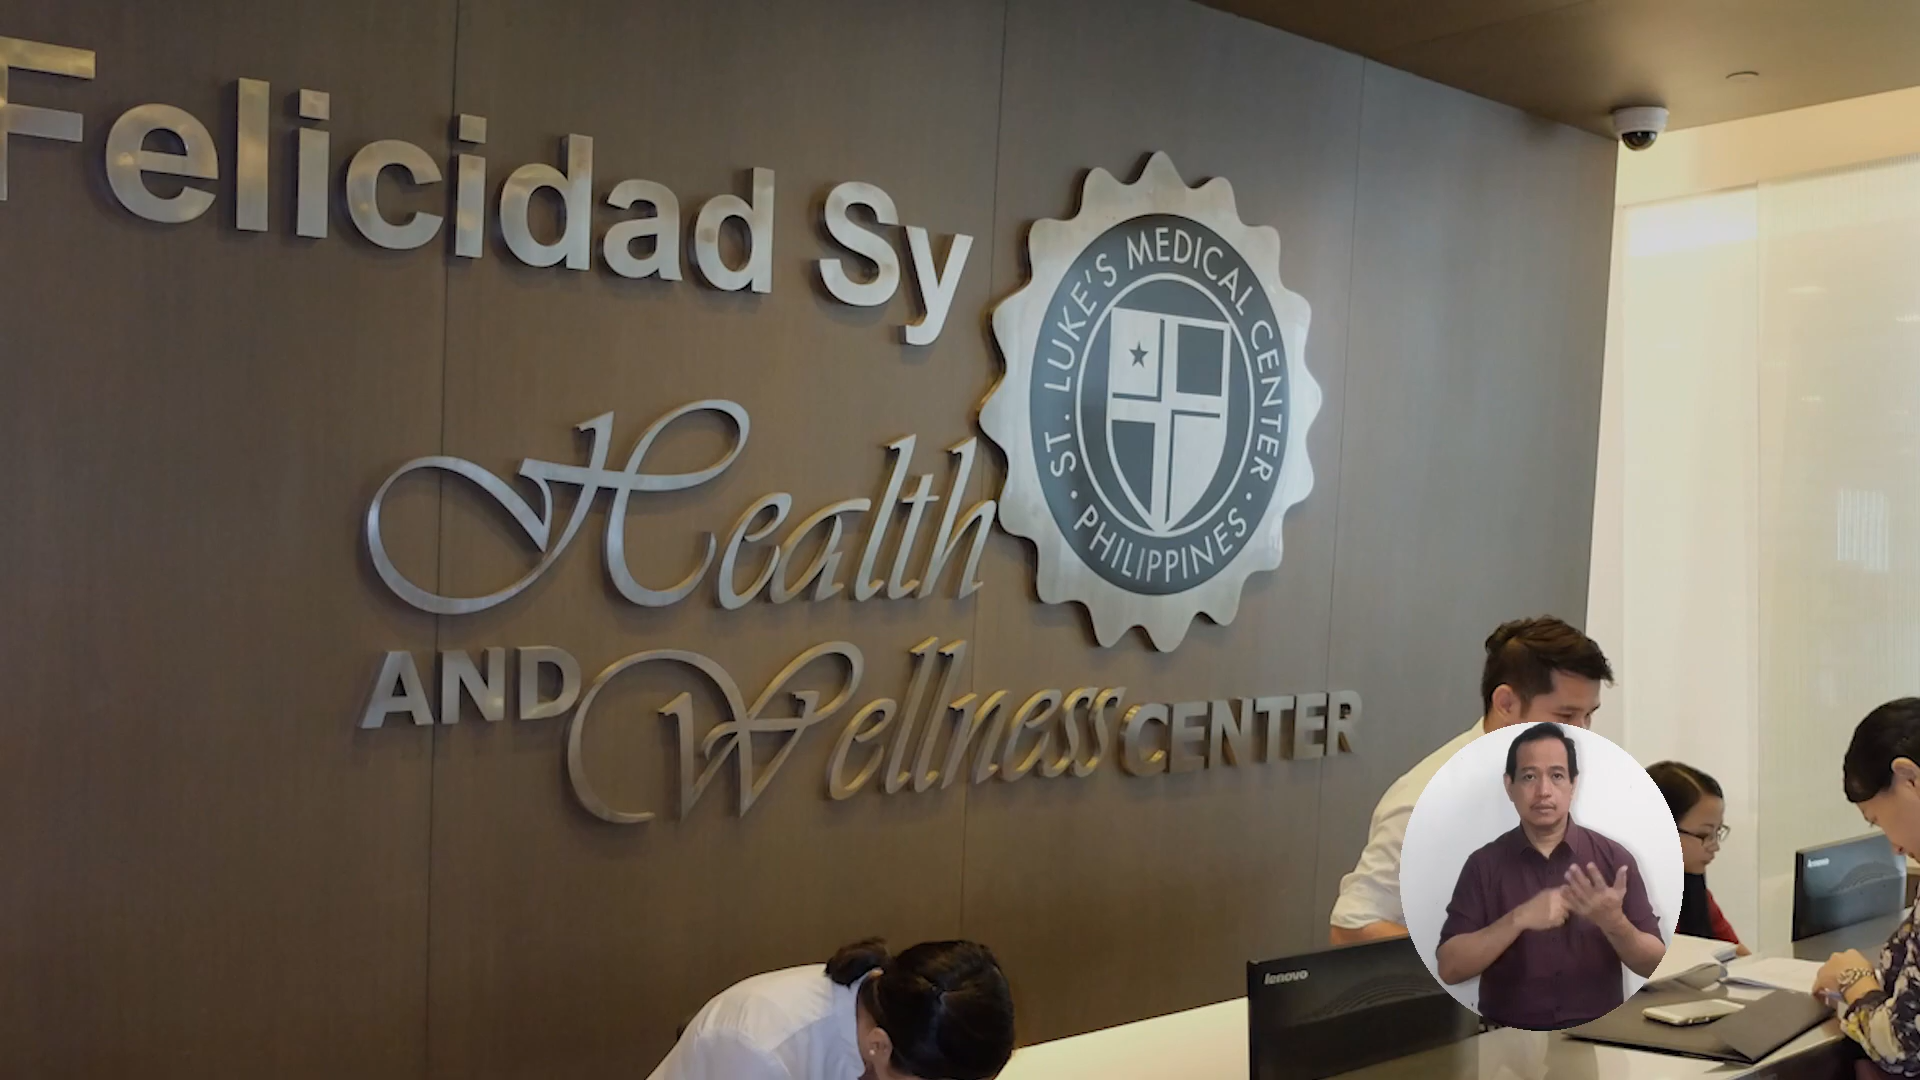 Felicidad Sy
ST. LUKE'S MEDICAL CENTER
PHILIPPINES
Health
AND Wellness CENTER
lenovo
lenovo